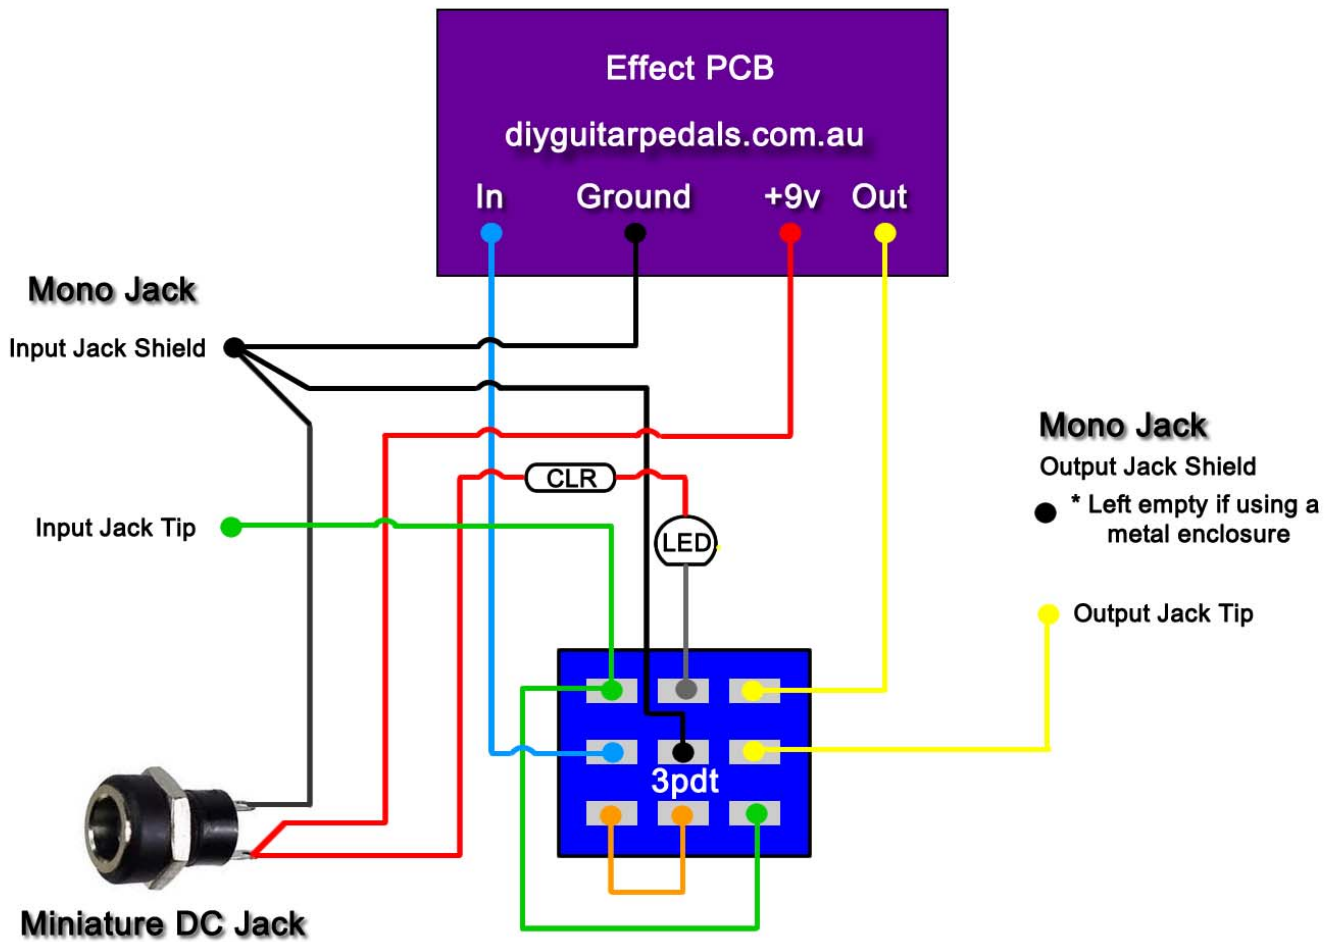 Effect PCB
diyguitarpedals.com.au
In Ground +9v Out
Mono Jack
Input Jack Shield
Mono Jack
Output Jack Shield
* Left empty if using a
metal enclosure
CLR
Input Jack Tip
LED
Output Jack Tip
3pdt
Miniature DC Jack